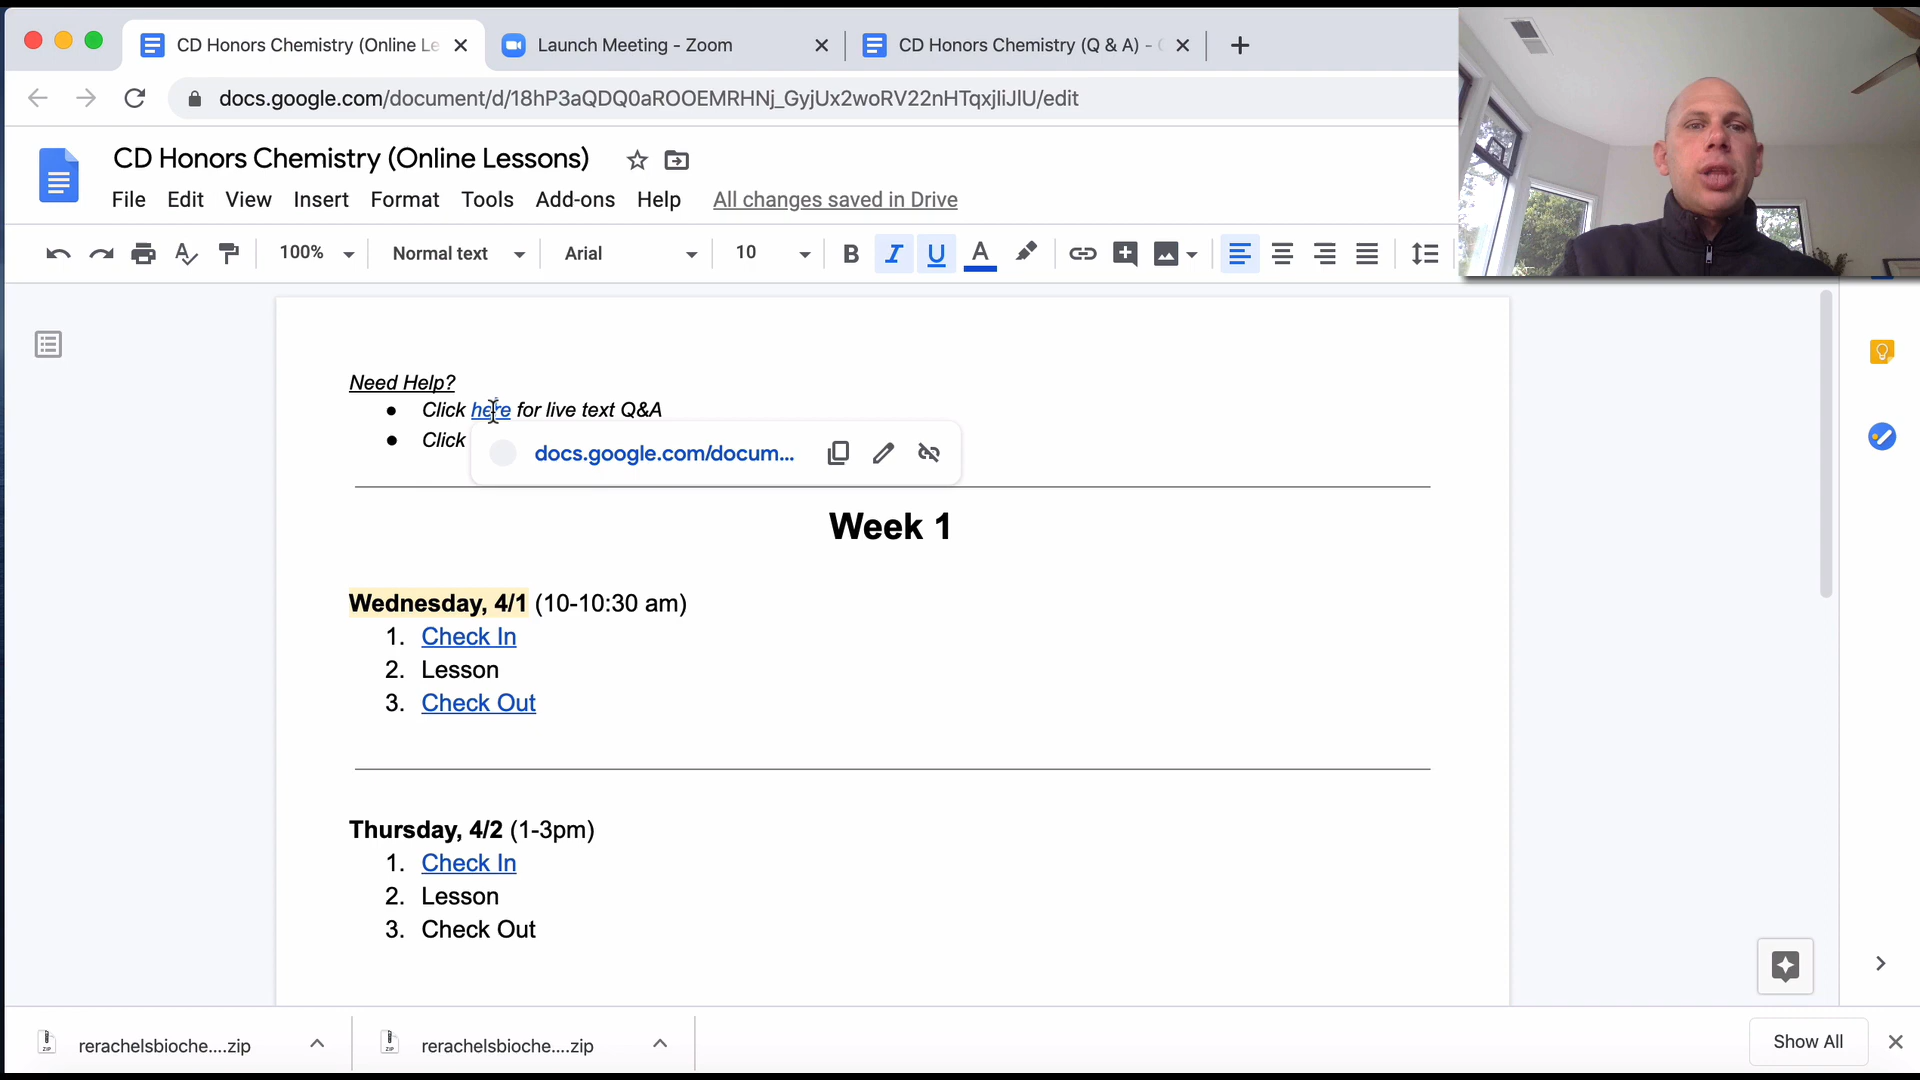 CD Honors Chemistry (Online Le
Launch Meeting - Zoom
CD Honors Chemistry (Q & A) -
docs.google.com/document/d/18hP3aQDQ0aROOEMRHNj_GyjUx2woRV22nHTqxjIiJlU/edit
CD Honors Chemistry (Online Lessons)
File Edit View Insert Format Tools Add-ons Help All changes saved in Drive
100% Normal text Arial 10 B I U A
Need Help?
● Click here for live text Q&A
● Click
docs.google.com/docum...
Week 1
Wednesday, 4/1 (10-10:30 am)
1. Check In
2. Lesson
3. Check Out
Thursday, 4/2 (1-3pm)
1. Check In
2. Lesson
3. Check Out
rerachelsbioche....zip
rerachelsbioche....zip
Show All